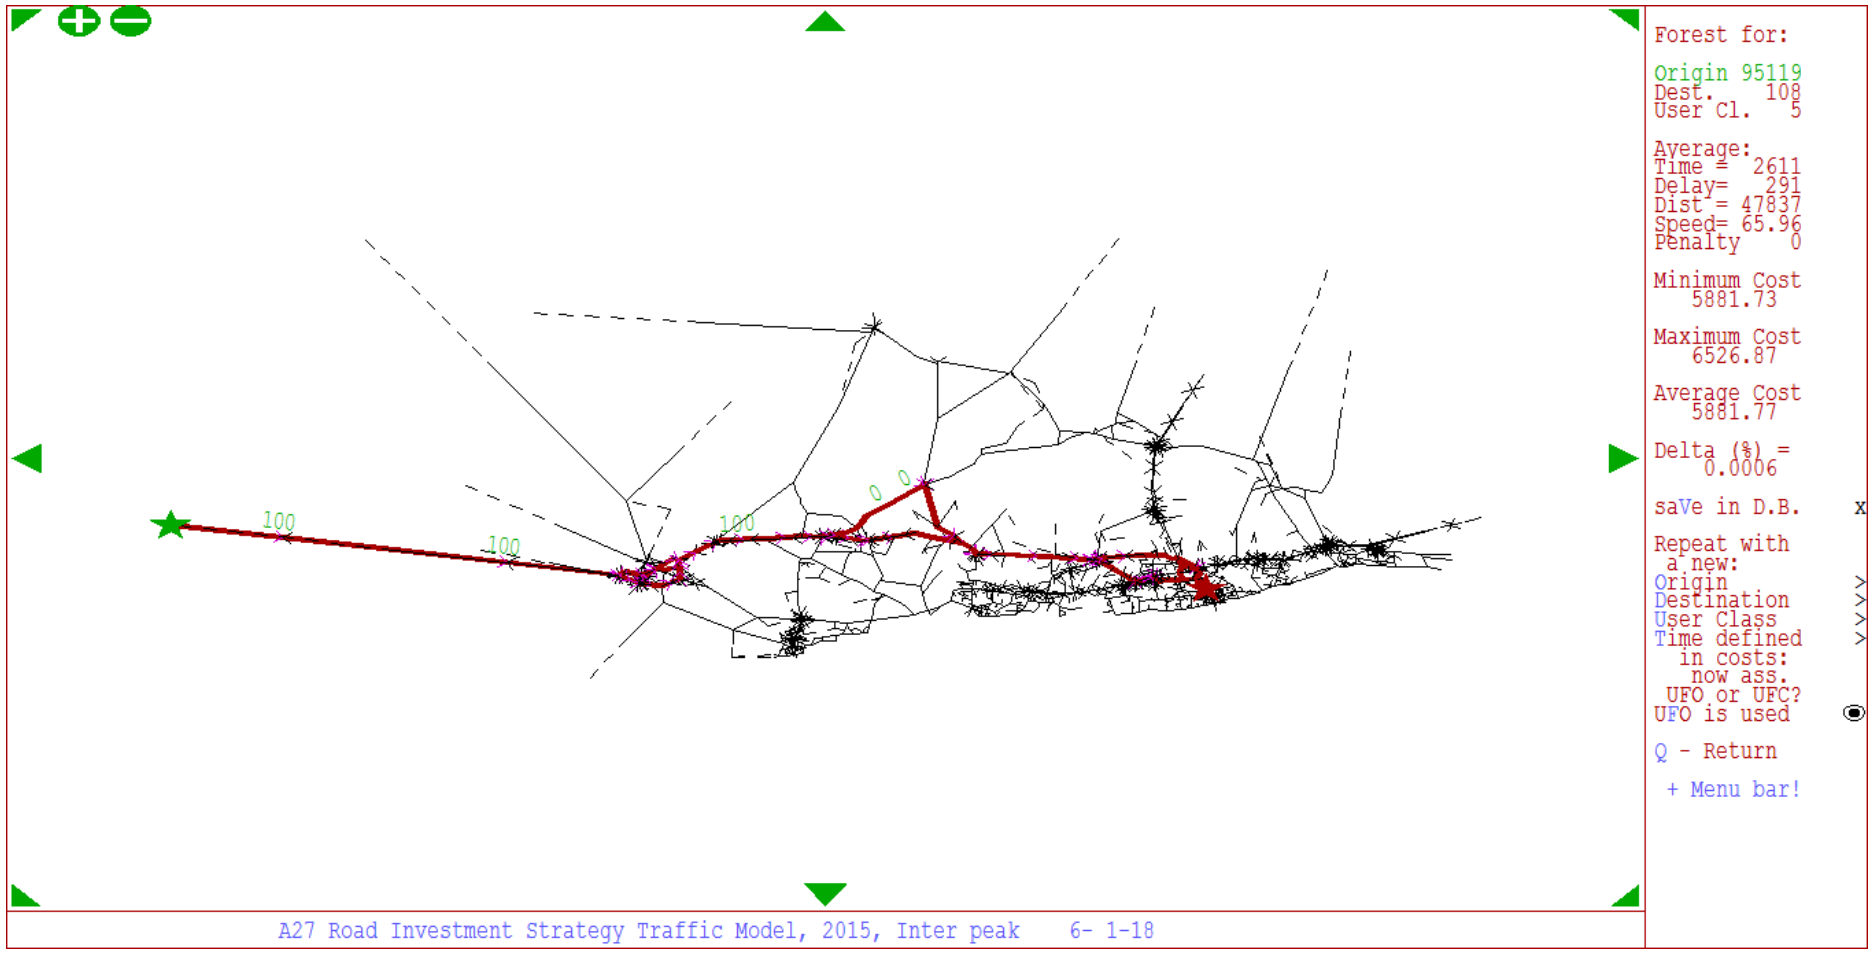 100
100
100
0
0
Forest for:
Origin 95119
Dest. 108
User Cl. 5
Average:
Time = 2611
Delay= 291
Dist = 47837
Speed= 65.96
Penalty 0
Minimum Cost
5881.73
Maximum Cost
6526.87
Average Cost
5881.77
Delta (%) =
0.0006
saVe in D.B. x
Repeat with
a new:
Origin >
Destination >
User Class >
Time defined >
in costs:
now ass.
UFO or UFC?
UFO is used
Q - Return
+ Menu bar!
A27 Road Investment Strategy Traffic Model, 2015, Inter peak 6- 1-18